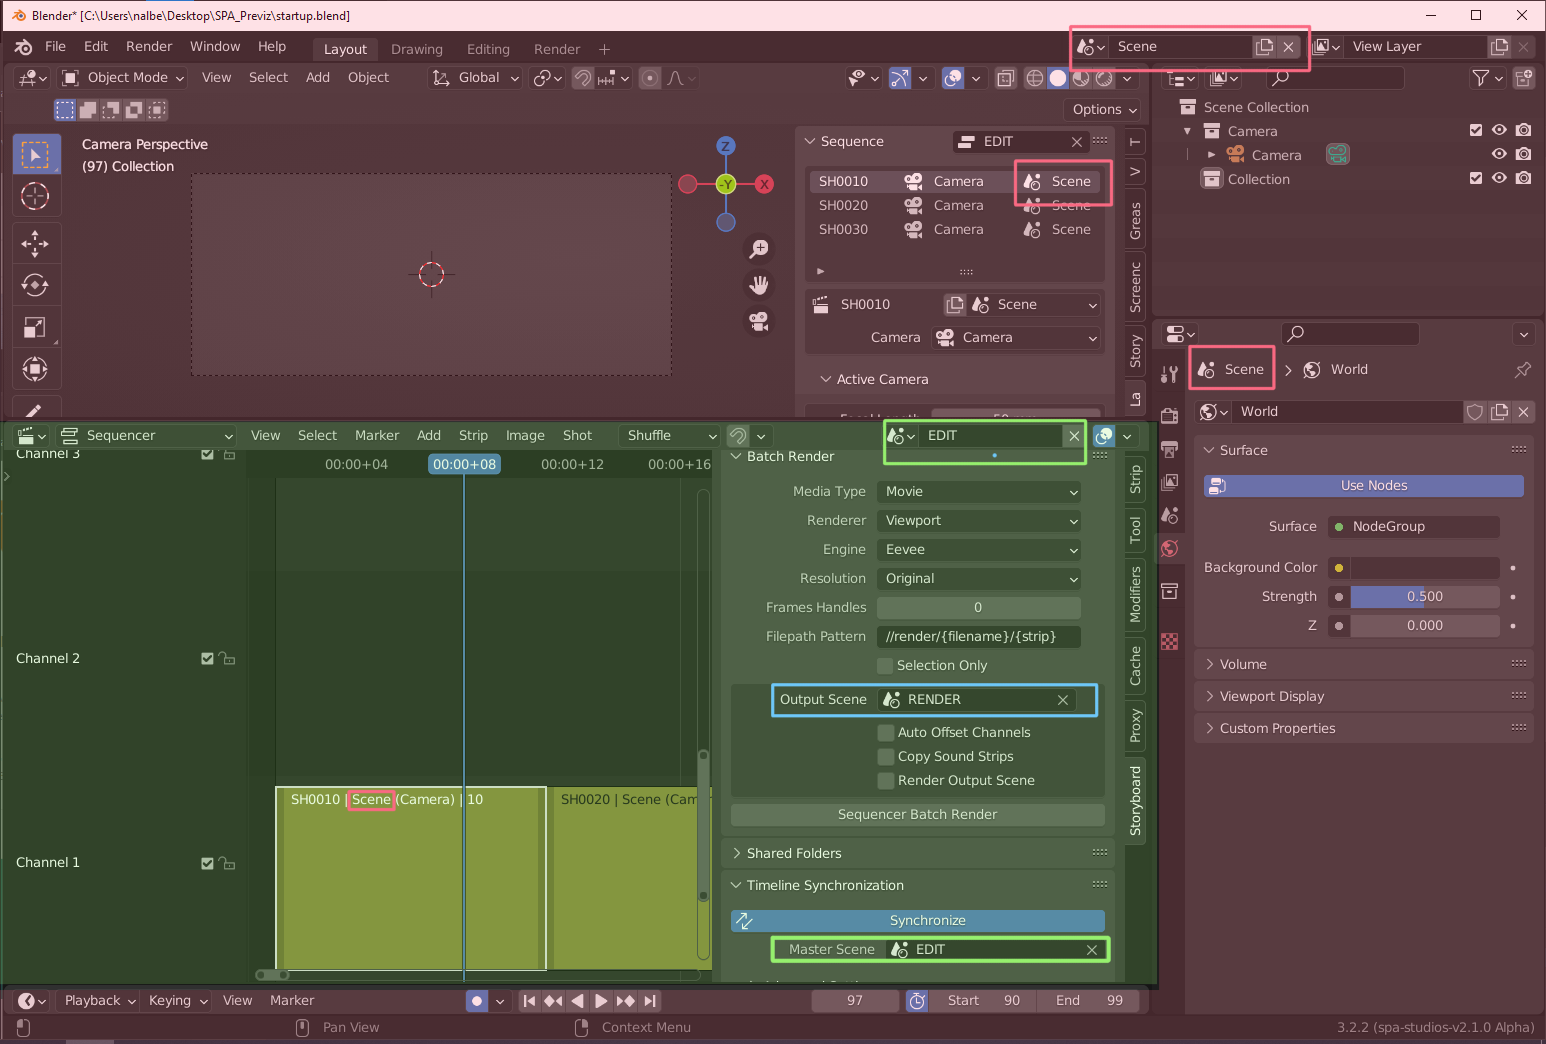 Blender* [C:\Users\nalbe\Desktop\SPA_Previz\startup.blend]
File Edit Render Window Help Layout Drawing Editing Render + Scene View Layer
Object Mode View Select Add Object Global
Options
Camera Perspective
(97) Collection
Z
-Y
X
Sequence EDIT
SH0010 Camera Scene
SH0020 Camera Scene
SH0030 Camera Scene
SH0010 Scene
Camera Camera
Active Camera
T
V
Greas
Screenc
Story
La
Scene Collection
Camera
Camera
Collection
Scene World
World
Surface
Use Nodes
Surface NodeGroup
Background Color
Strength 0.500
Z 0.000
Volume
Viewport Display
Custom Properties
Sequencer View Select Marker Add Strip Image Shot Shuffle EDIT
Channel 3
Channel 2
Channel 1
00:00+04 00:00+08 00:00+12 00:00+16
SH0010 | Scene (Camera) | 10
SH0020 | Scene (Cam
Batch Render
Media Type Movie
Renderer Viewport
Engine Eevee
Resolution Original
Frames Handles 0
Filepath Pattern //render/{filename}/{strip}
Selection Only
Output Scene RENDER
Auto Offset Channels
Copy Sound Strips
Render Output Scene
Sequencer Batch Render
Shared Folders
Timeline Synchronization
Synchronize
Master Scene EDIT
Strip
Tool
Modifiers
Cache
Proxy
Storyboard
Playback Keying View Marker 97 Start 90 End 99
Pan View Context Menu 3.2.2 (spa-studios-v2.1.0 Alpha)